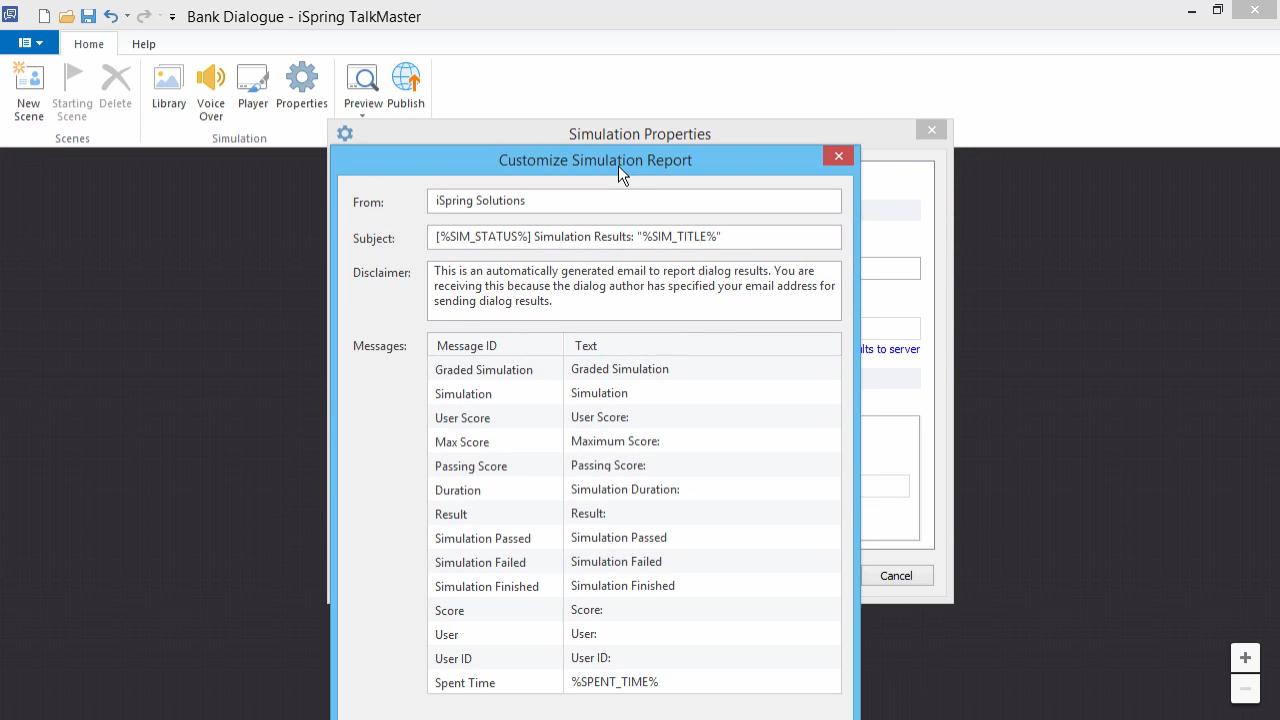 Bank Dialogue - iSpring TalkMaster
Home Help
New Scene
Starting Scene
Delete
Library
Voice Over
Player
Properties
Preview
Publish
Scenes
Simulation
Simulation Properties
Customize Simulation Report
From: iSpring Solutions
Subject: [%SIM_STATUS%] Simulation Results: "%SIM_TITLE%"
Disclaimer: This is an automatically generated email to report dialog results. You are
receiving this because the dialog author has specified your email address for
sending dialog results.
Messages: Message ID Text
Graded Simulation Graded Simulation
Simulation Simulation
User Score User Score:
Max Score Maximum Score:
Passing Score Passing Score:
Duration Simulation Duration:
Result Result:
Simulation Passed Simulation Passed
Simulation Failed Simulation Failed
Simulation Finished Simulation Finished
Score Score:
User User:
User ID User ID:
Spent Time %SPENT_TIME%
to server
Cancel